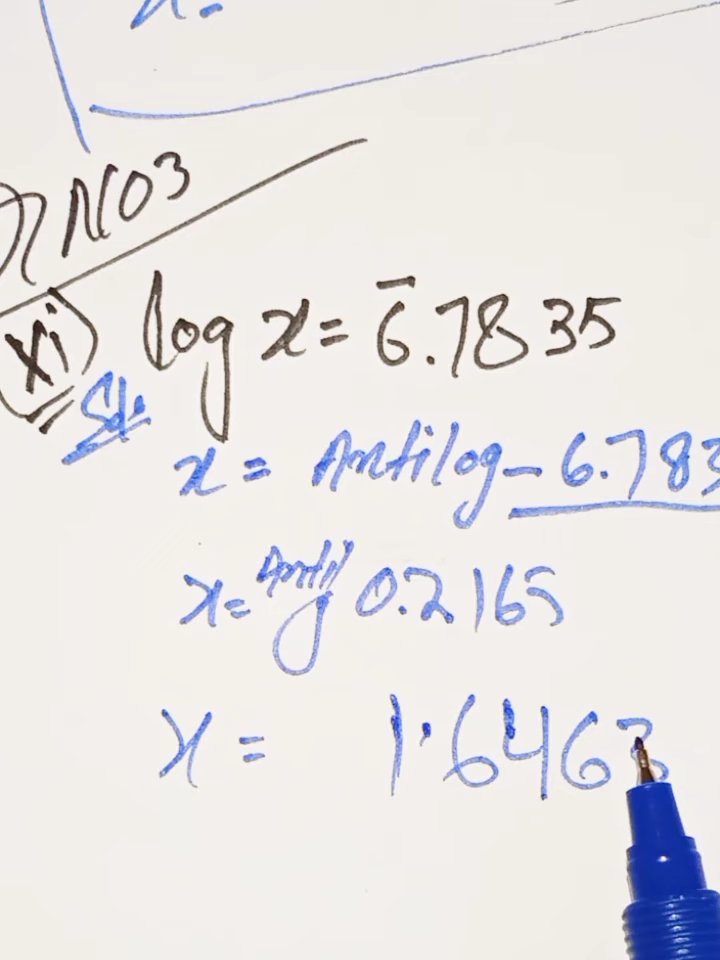 NO3
xi) log x = 6̄.7835
Sol:
x = Antilog - 6.783
x = Antilog 0.2165
x = 1.6463